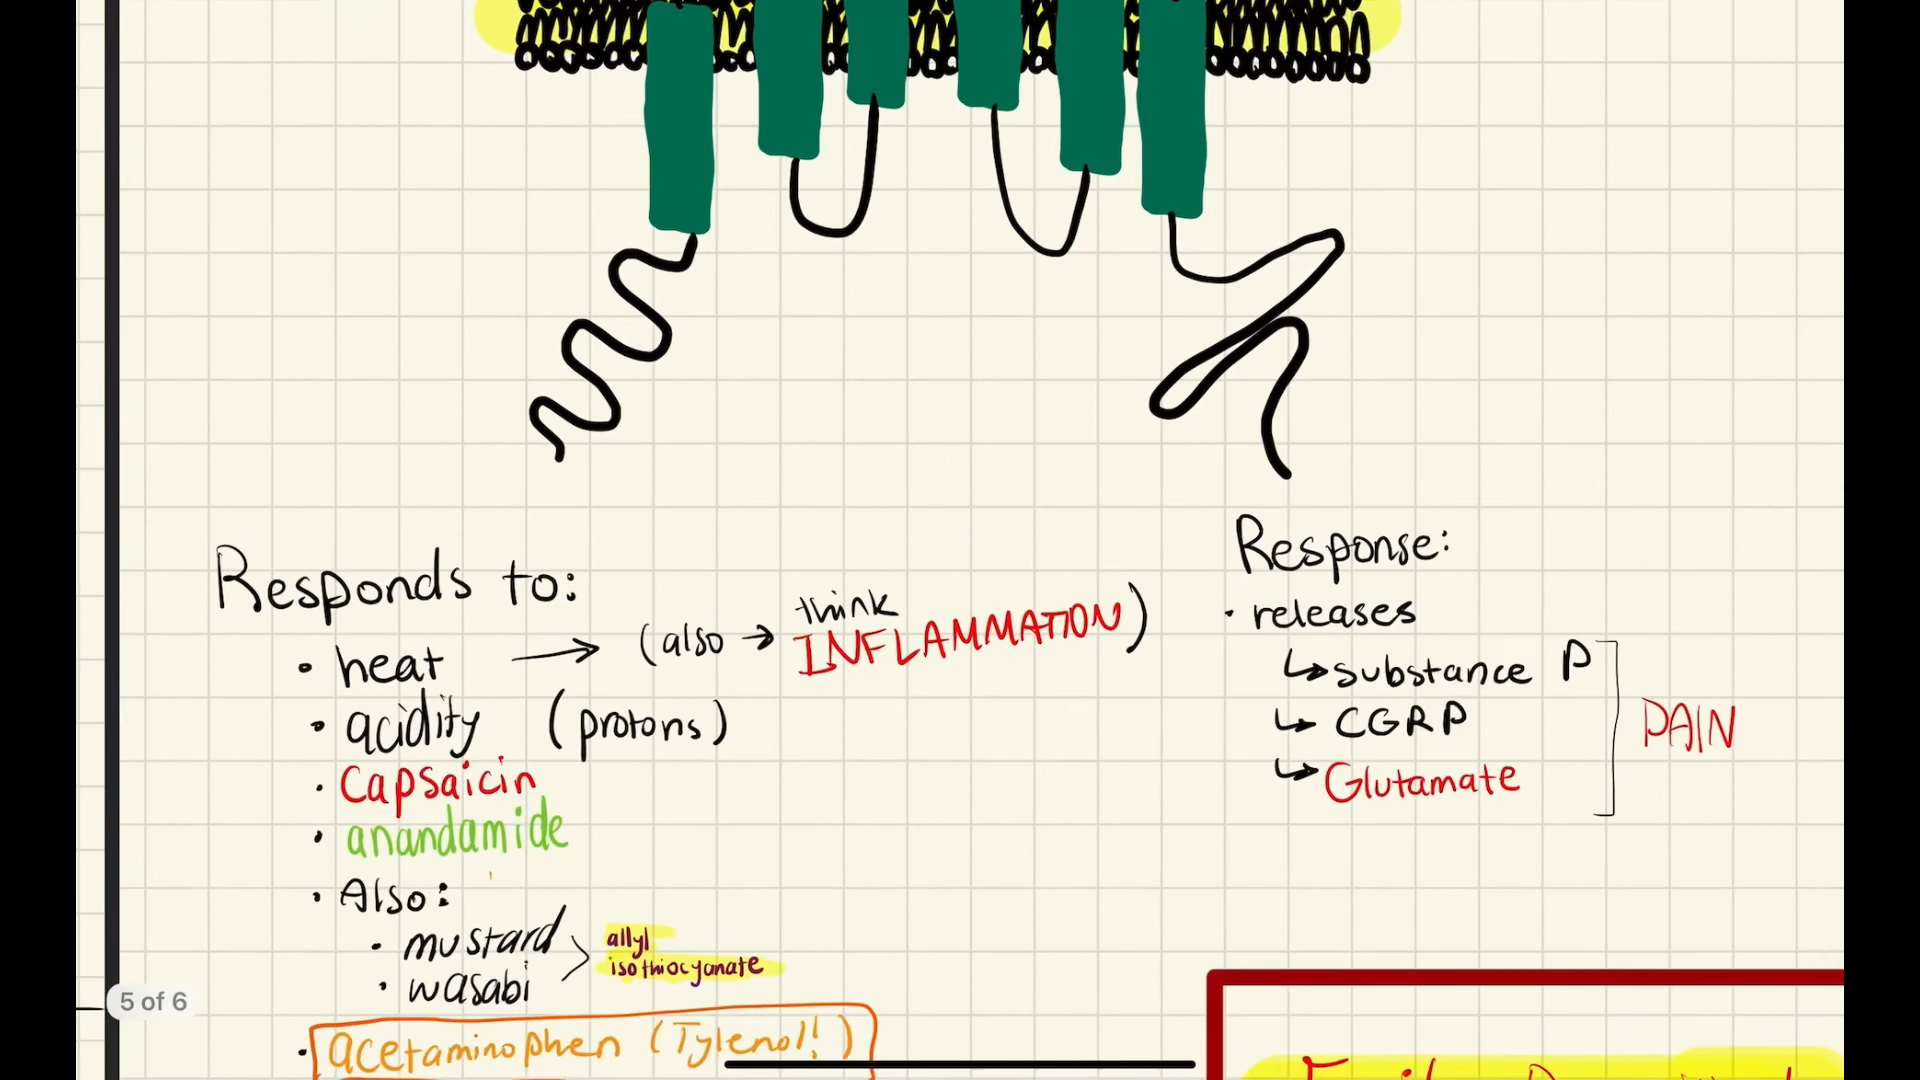 Responds to:
• heat → (also → think INFLAMMATION)
• acidity (protons)
• Capsaicin
• anandamide
• Also:
• mustard
• wasabi
> allyl
isothiocyanate
• acetaminophen (Tylenol!)
Response:
• releases
↳ substance P
↳ CGRP
↳ Glutamate
PAIN
5 of 6